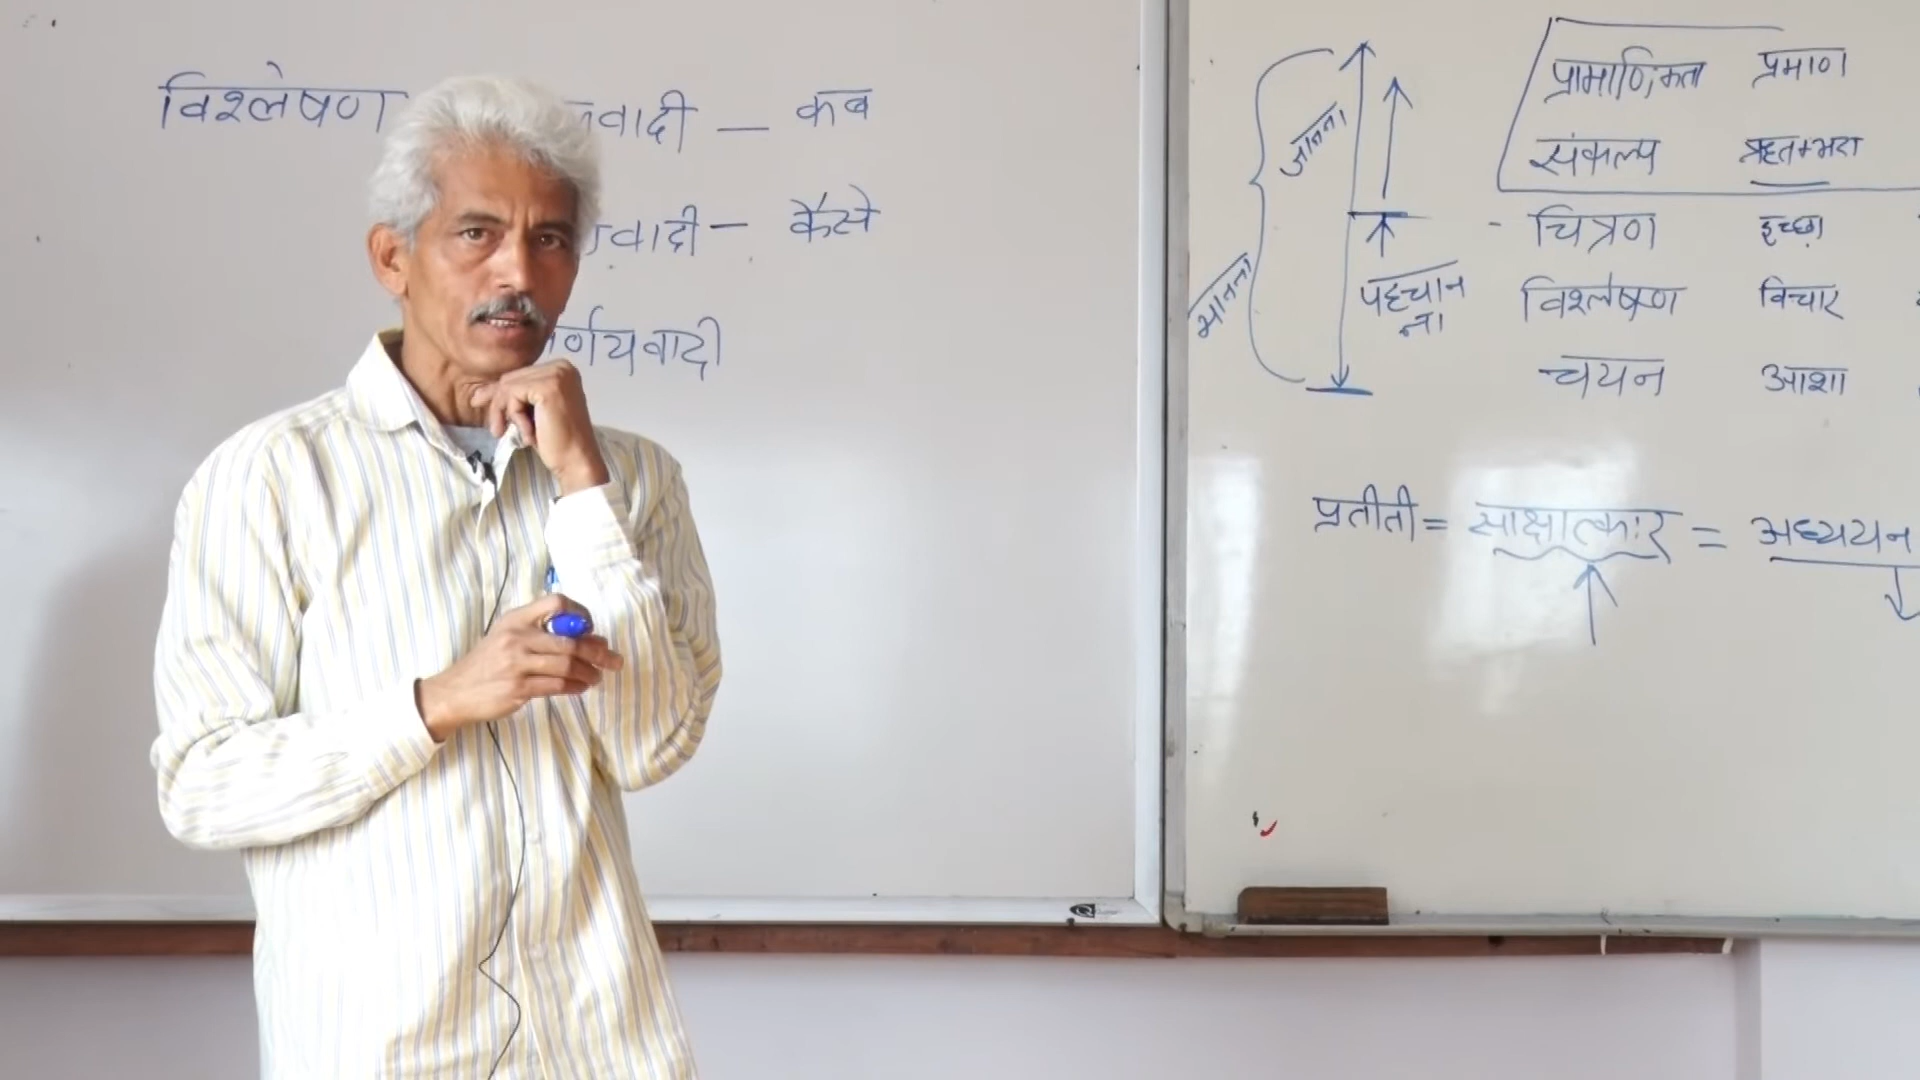 विश्लेषण
वादी — कब
वादी — कैसे
र्णयवादी
प्रामाणिकता प्रमाण
संकल्प ऋतम्भरा
- चित्रण इच्छा
विश्लेषण विचार
चयन आशा
जानना
मानना
पहचान
ना
प्रतीती = साक्षात्कार = अध्ययन